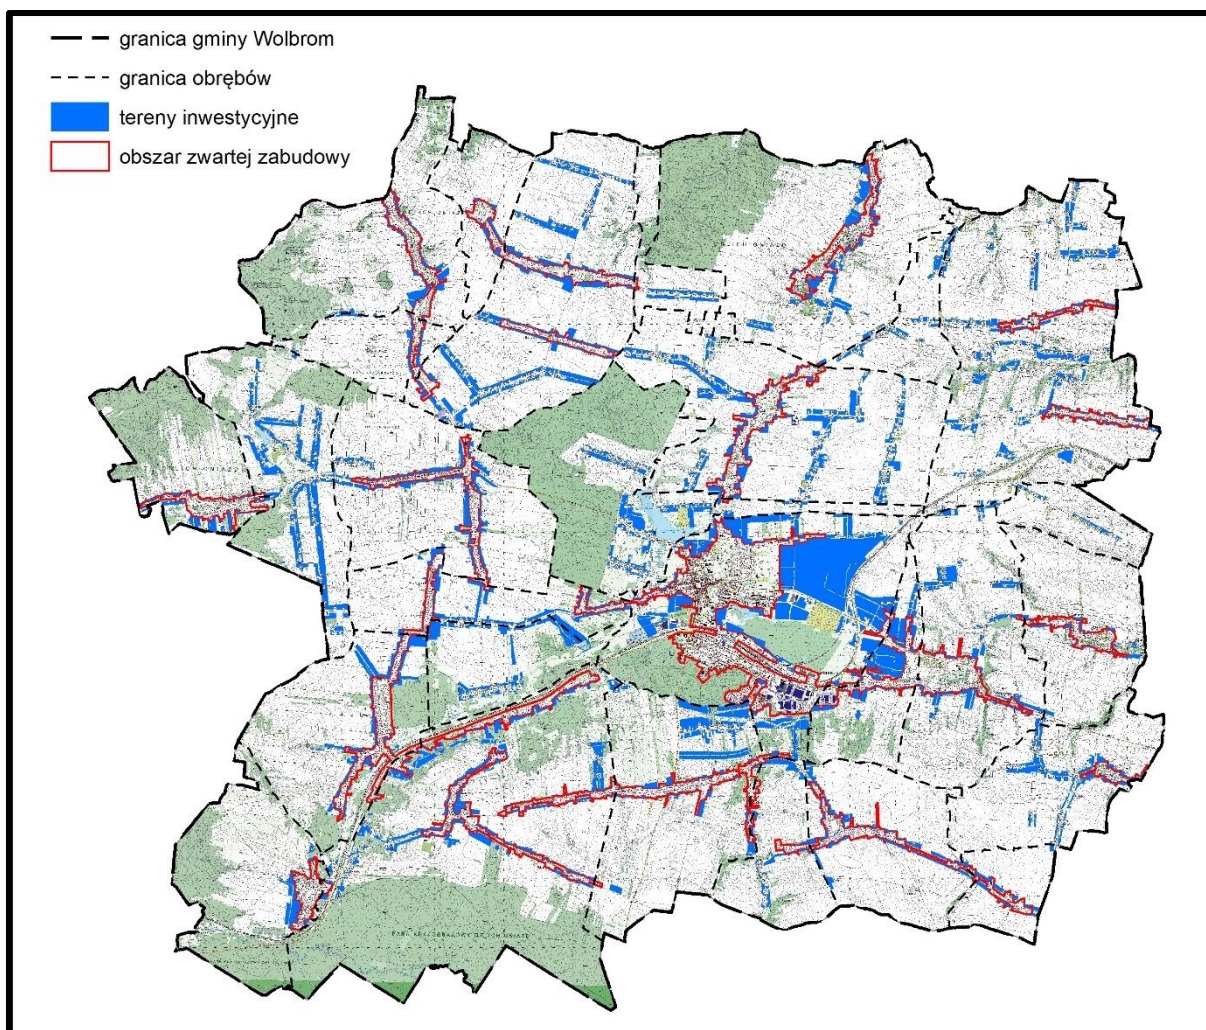 granica gminy Wolbrom
granica obrębów
tereny inwestycyjne
obszar zwartej zabudowy